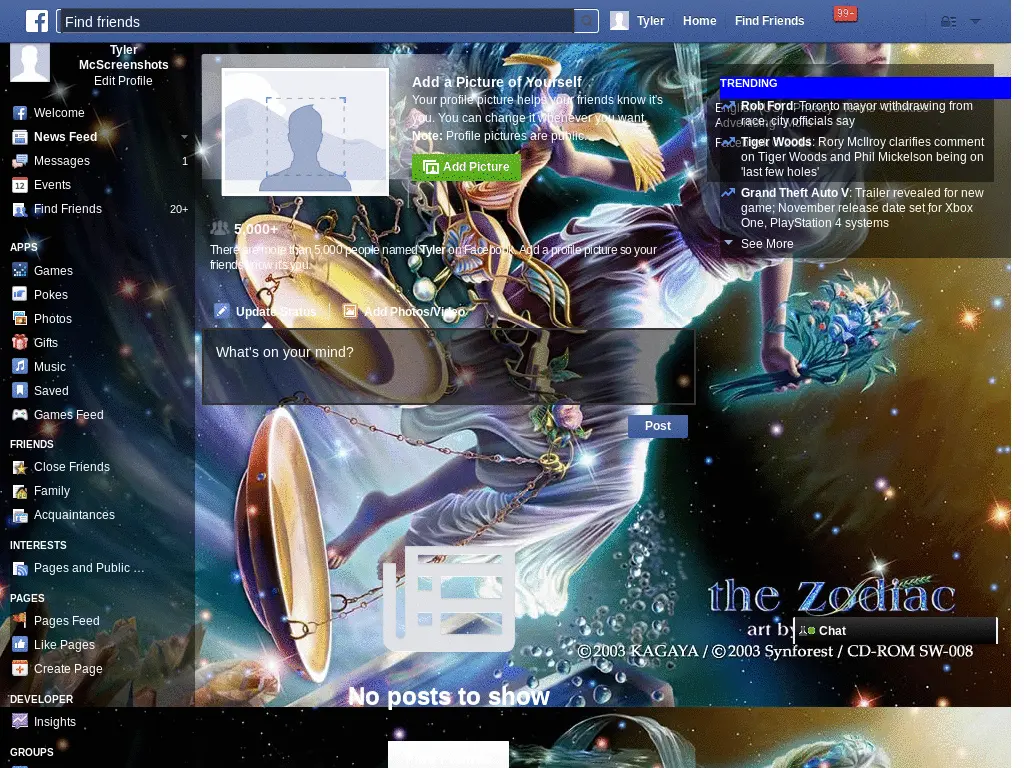 Find friends
Tyler
Home
Find Friends
99+
Tyler
McScreenshots
Edit Profile
Welcome
News Feed
Messages
1
Events
12
Find Friends
20+
APPS
Games
Pokes
Photos
Gifts
Music
Saved
Games Feed
FRIENDS
Close Friends
Family
Acquaintances
INTERESTS
Pages and Public ...
PAGES
Pages Feed
Like Pages
Create Page
DEVELOPER
Insights
GROUPS
Add a Picture of Yourself
Your profile picture helps your friends know it's
you. You can change it whenever you want.
Note: Profile pictures are public.
Add Picture
5,000+
There are more than 5,000 people named Tyler on Facebook. Add a profile picture so your
friends know it's you.
Update Status
Add Photos/Video
What's on your mind?
Post
No posts to show
TRENDING
Rob Ford: Toronto mayor withdrawing from
race, city officials say
Tiger Woods: Rory McIlroy clarifies comment
on Tiger Woods and Phil Mickelson being on
'last few holes'
Grand Theft Auto V: Trailer revealed for new
game; November release date set for Xbox
One, PlayStation 4 systems
See More
the Zodiac
art by
Chat
©2003 KAGAYA / ©2003 Synforest / CD-ROM SW-008